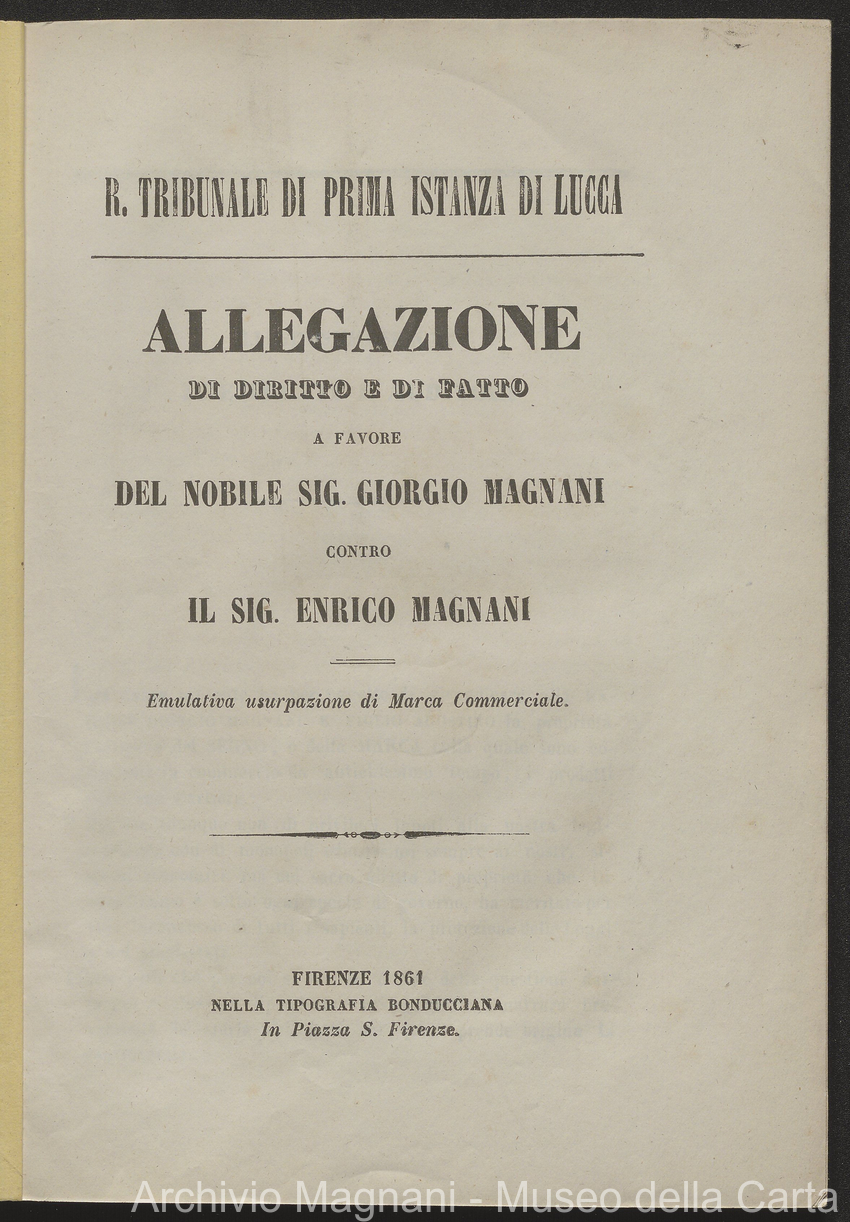 R. TRIBUNALE DI PRIMA ISTANZA DI LUCCA
ALLEGAZIONE
DI DIRITTO E DI FATTO
A FAVORE
DEL NOBILE SIG. GIORGIO MAGNANI
CONTRO
IL SIG. ENRICO MAGNANI
Emulativa usurpazione di Marca Commerciale.
FIRENZE 1861
NELLA TIPOGRAFIA BONDUCCIANA
In Piazza S. Firenze.
Archivio Magnani - Museo della Carta